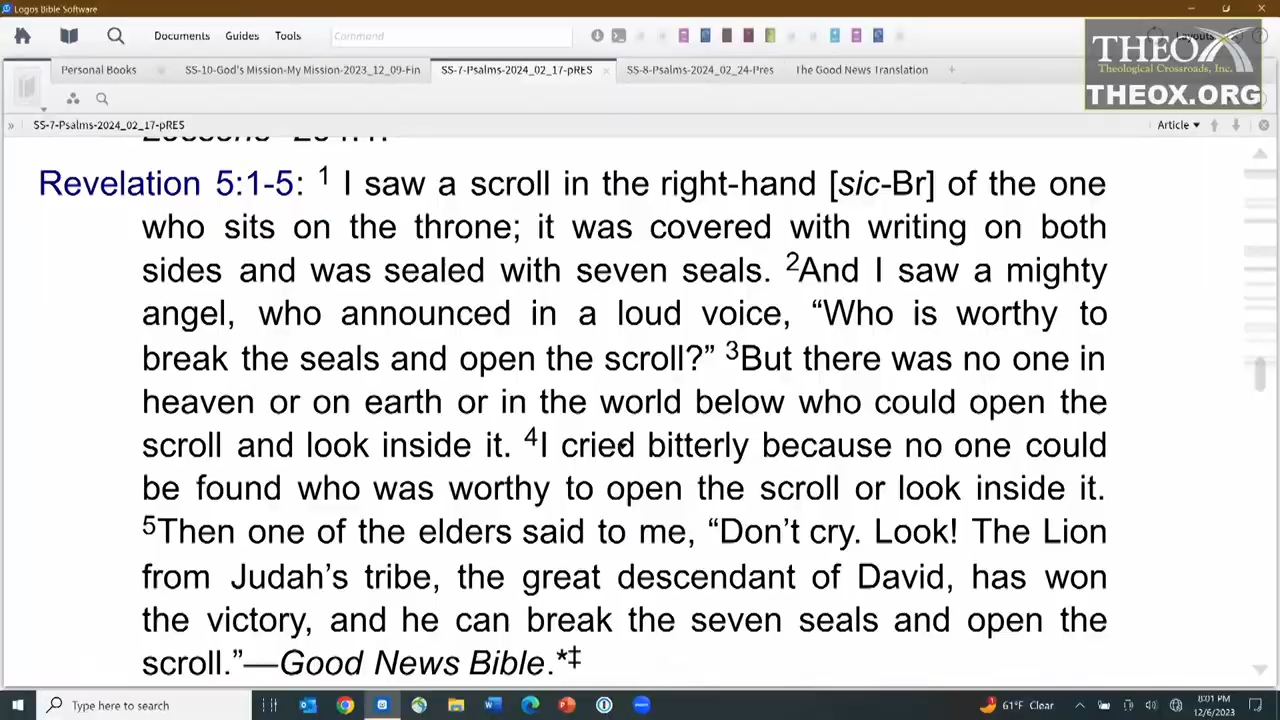 Logos Bible Software
Documents Guides Tools Command Layouts
THEOX
Theological Crossroads, Inc.
THEOX.ORG
Personal Books SS-10-God's Mission-My Mission-2023_12_09-Fin SS-7-Psalms-2024_02_17-pRES SS-8-Psalms-2024_02_24-Pres The Good News Translation
SS-7-Psalms-2024_02_17-pRES Article
Revelation 5:1-5: 1 I saw a scroll in the right-hand [sic-Br] of the one
who sits on the throne; it was covered with writing on both
sides and was sealed with seven seals. 2And I saw a mighty
angel, who announced in a loud voice, “Who is worthy to
break the seals and open the scroll?” 3But there was no one in
heaven or on earth or in the world below who could open the
scroll and look inside it. 4I cried bitterly because no one could
be found who was worthy to open the scroll or look inside it.
5Then one of the elders said to me, “Don’t cry. Look! The Lion
from Judah’s tribe, the great descendant of David, has won
the victory, and he can break the seven seals and open the
scroll.”—Good News Bible.*‡
Type here to search 61°F Clear 8:01 PM
12/6/2023